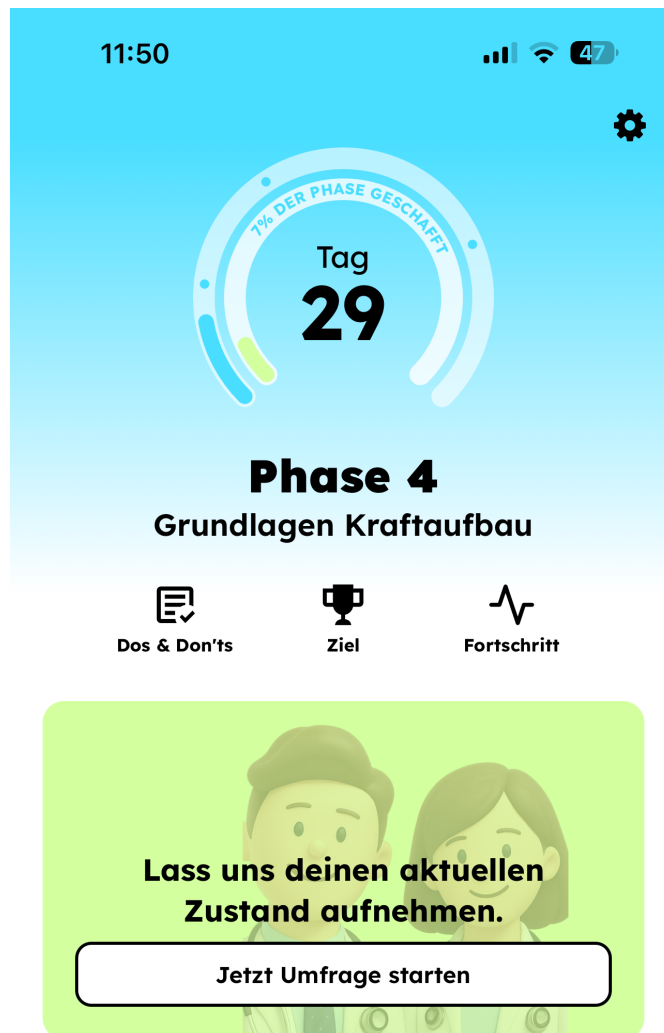 11:50
47
7% DER PHASE GESCHAFFT
Tag
29
Phase 4
Grundlagen Kraftaufbau
Dos & Don'ts
Ziel
Fortschritt
Lass uns deinen aktuellen
Zustand aufnehmen.
Jetzt Umfrage starten